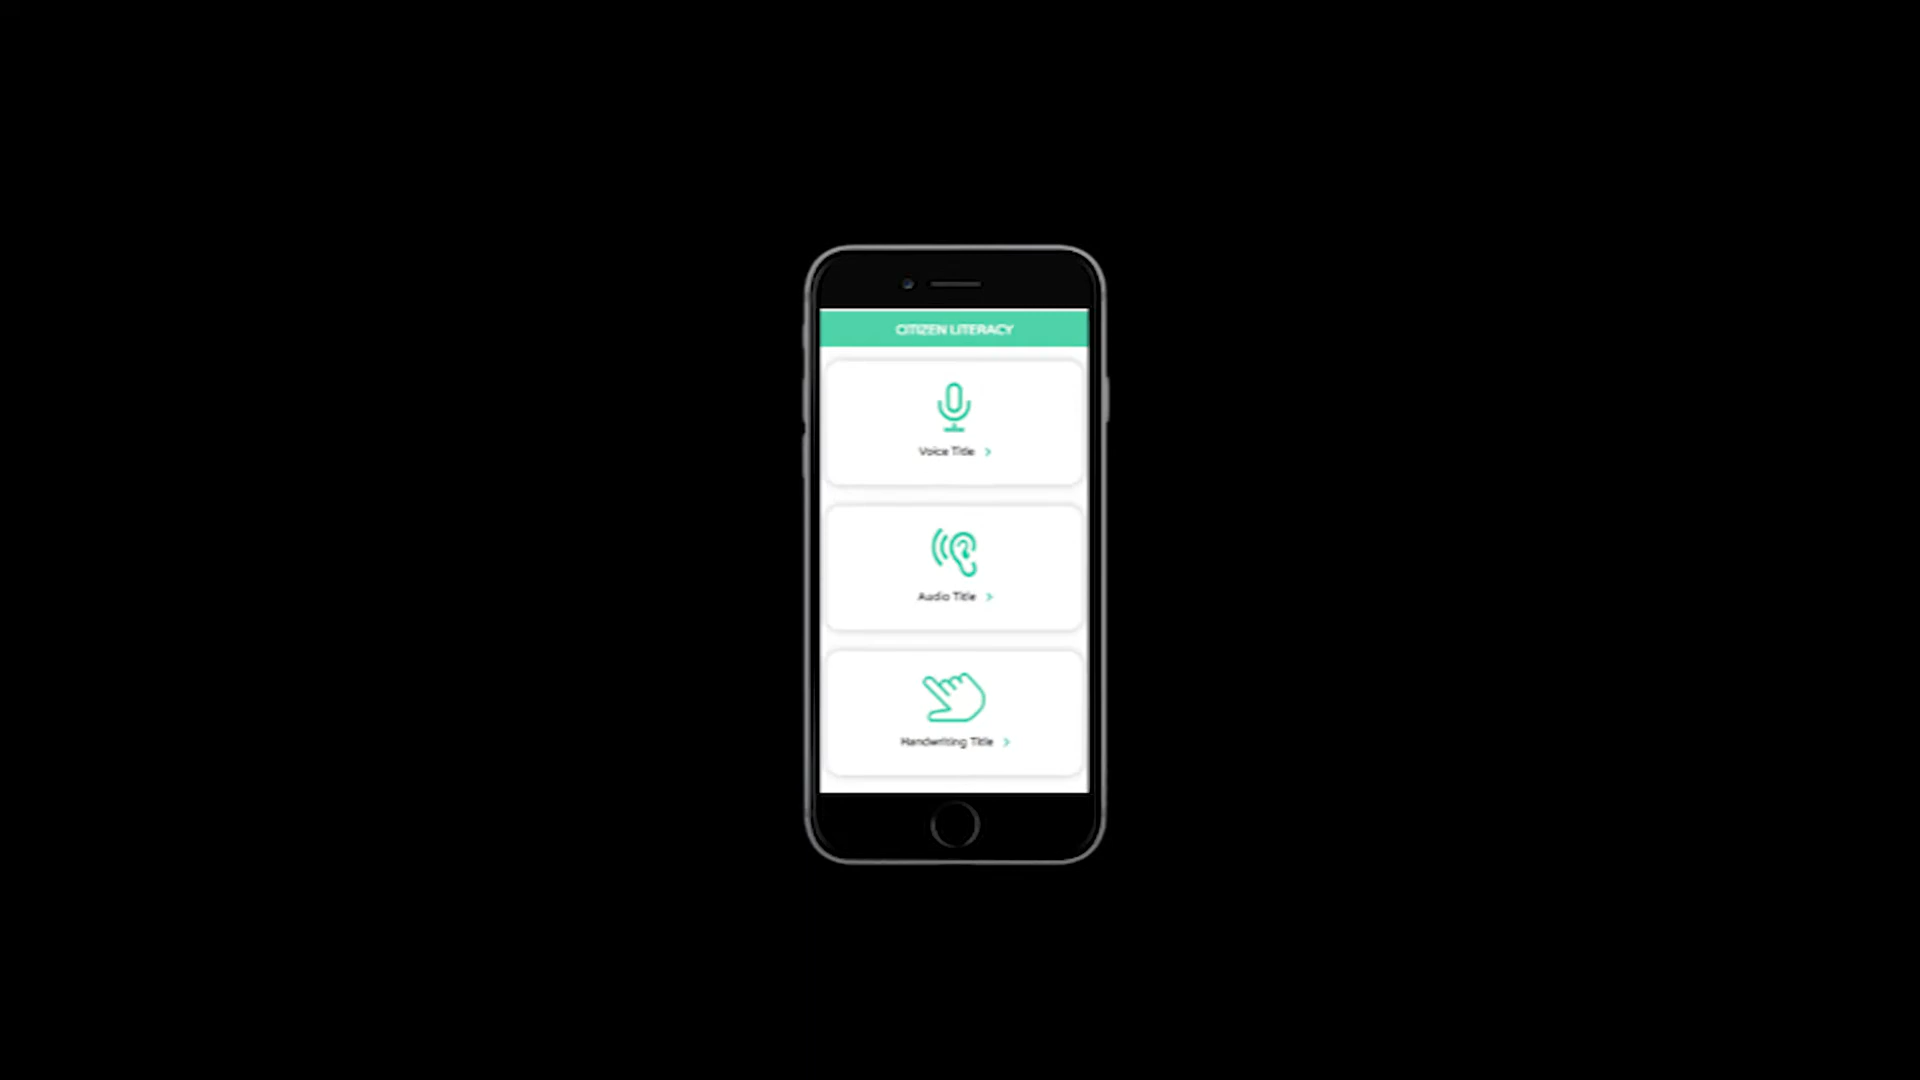 CITIZEN LITERACY
Voice Title >
Audio Title >
Handwriting Title >